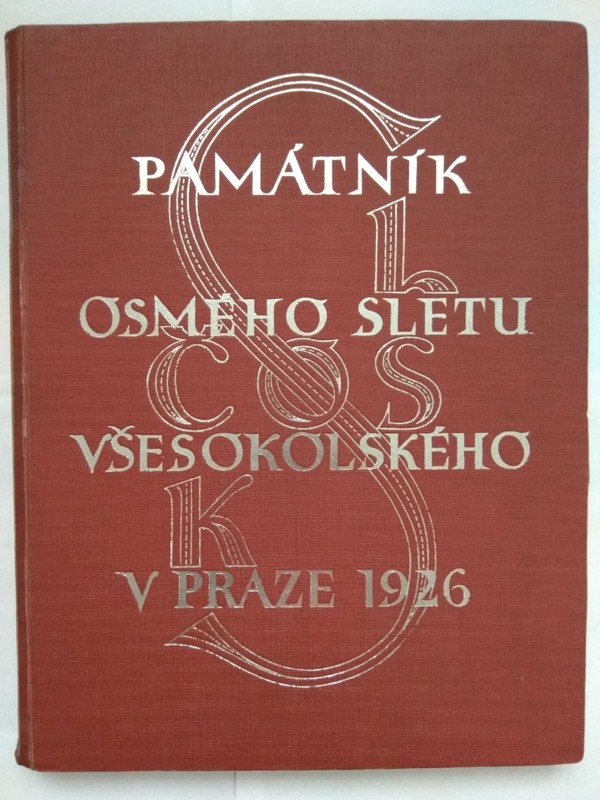 PAMÁTNÍK
OSMÉHO SLETU
ČOS
VŠESOKOLSKÉHO
V PRAZE 1926